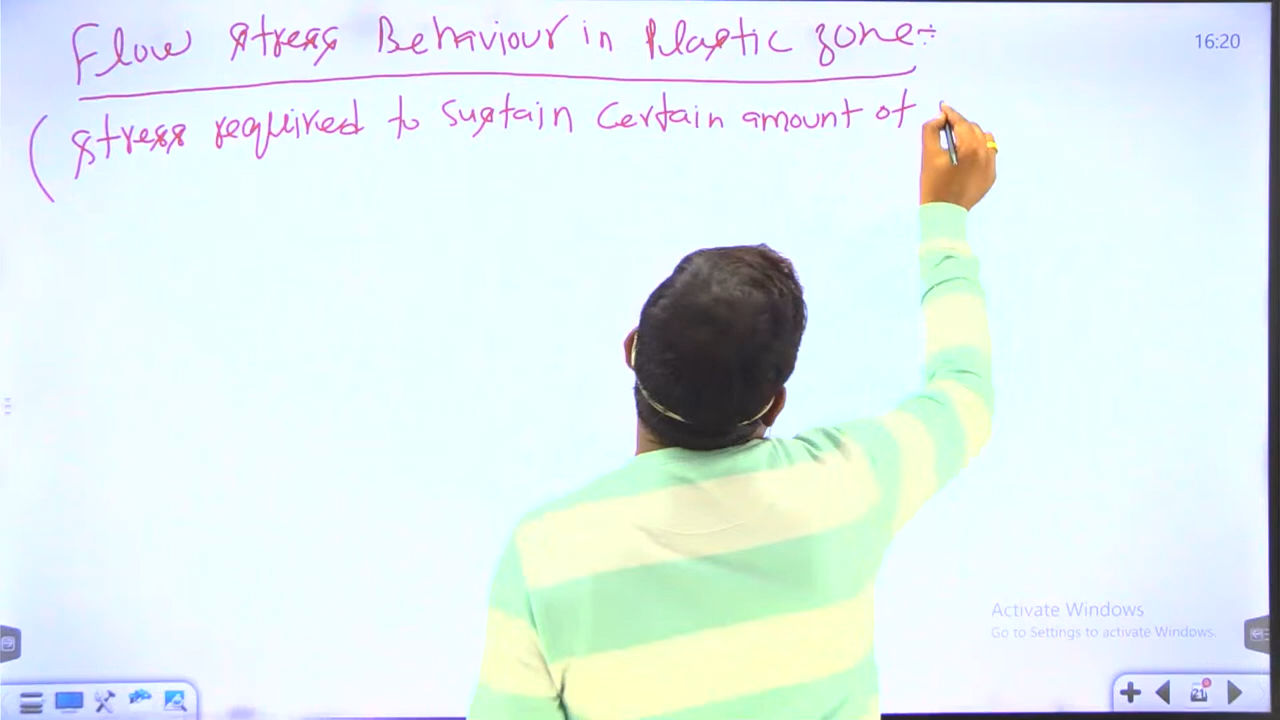 Flow stress Behaviour in Plastic zone÷
16:20
(stress required to sustain certain amount of
Activate Windows
Go to Settings to activate Windows.
21